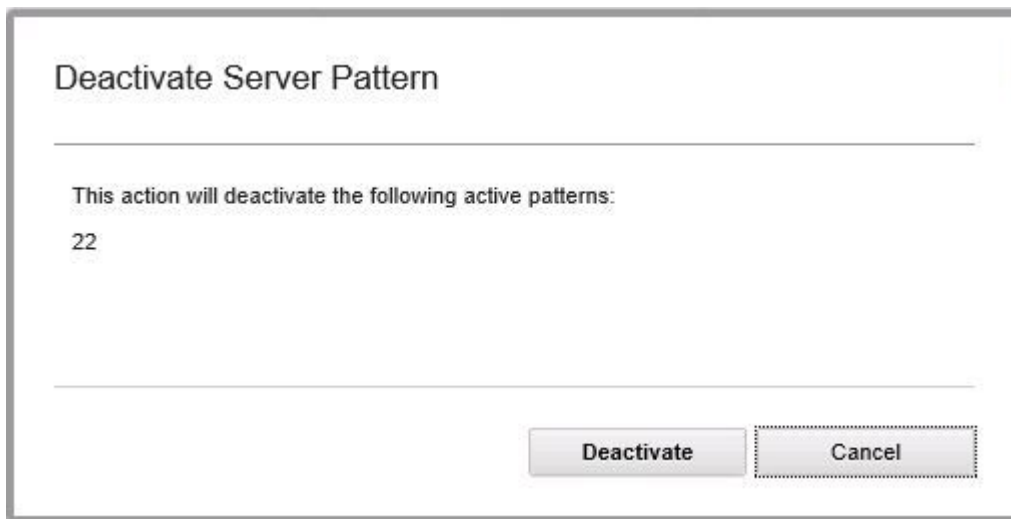 Deactivate Server Pattern
This action will deactivate the following active patterns:
22
Deactivate
Cancel